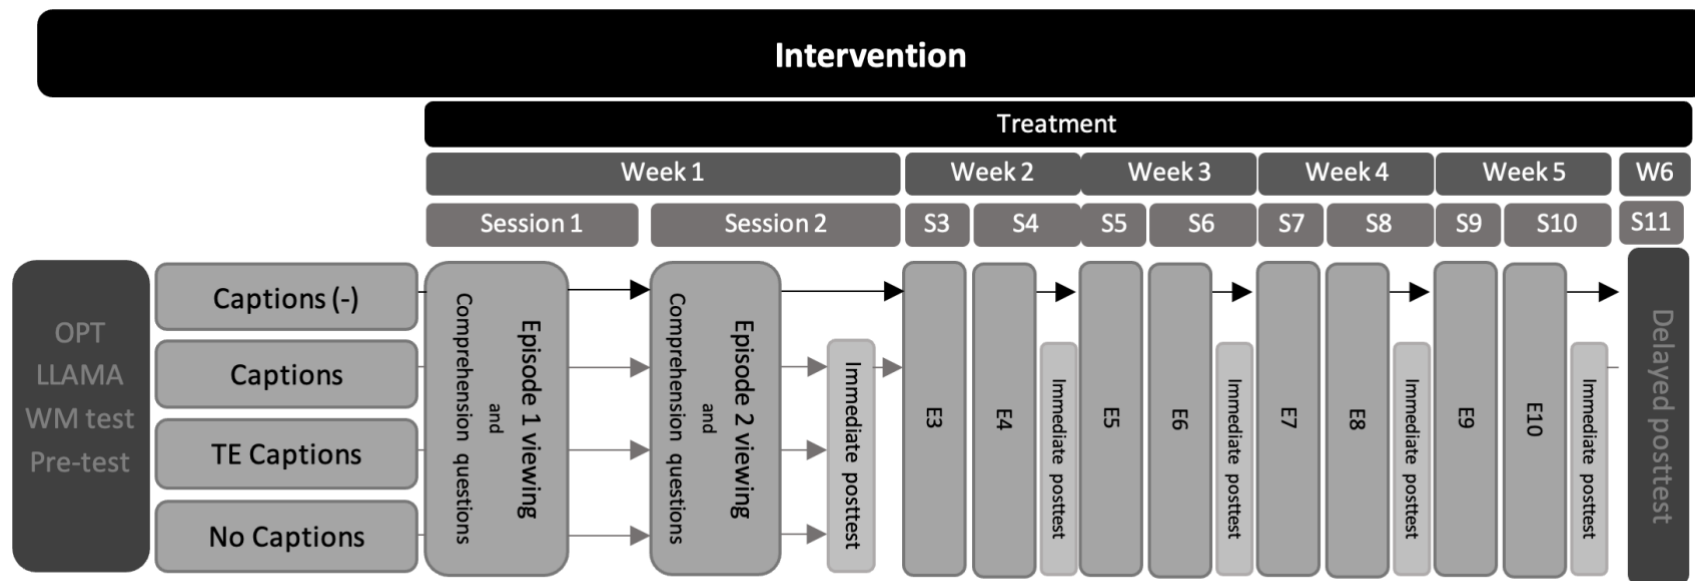 Intervention
Treatment
Week 1
Week 2
Week 3
Week 4
Week 5
W6
Session 1
Session 2
S3
S4
S5
S6
S7
S8
S9
S10
S11
OPT
LLAMA
WM test
Pre-test
Captions (-)
Captions
TE Captions
No Captions
Episode 1 viewing
and
Comprehension questions
Episode 2 viewing
and
Comprehension questions
Immediate posttest
E3
E4
Immediate posttest
E5
E6
Immediate posttest
E7
E8
Immediate posttest
E9
E10
Immediate posttest
Delayed posttest